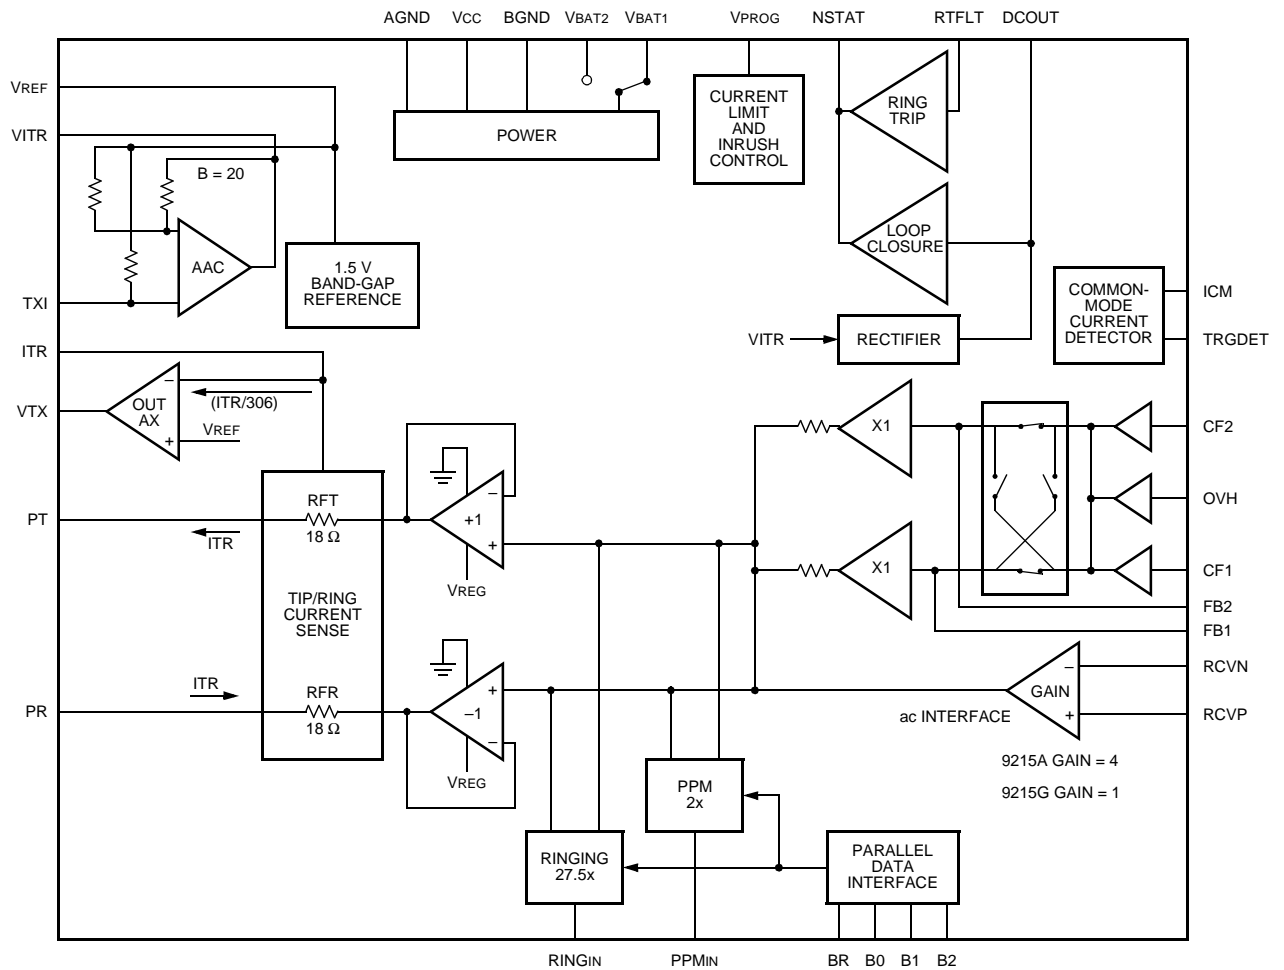 AGND VCC BGND VBAT2 VBAT1 VPROG NSTAT RTFLT DCOUT
VREF
VITR
B = 20
AAC
TXI
1.5 V
BAND-GAP
REFERENCE
POWER
CURRENT
LIMIT
AND
INRUSH
CONTROL
RING
TRIP
LOOP
CLOSURE
VITR
RECTIFIER
COMMON-
MODE
CURRENT
DETECTOR
ICM
TRGDET
ITR
VTX
OUT
AX
–
+
(ITR/306)
VREF
PT
ITR
RFT
18 Ω
TIP/RING
CURRENT
SENSE
ITR
RFR
18 Ω
PR
–
+1
+
VREG
+
–1
–
VREG
X1
X1
CF2
OVH
CF1
FB2
FB1
RCVN
RCVP
–
GAIN
+
ac INTERFACE
9215A GAIN = 4
9215G GAIN = 1
PPM
2x
RINGING
27.5x
PARALLEL
DATA
INTERFACE
RINGIN PPMIN BR B0 B1 B2